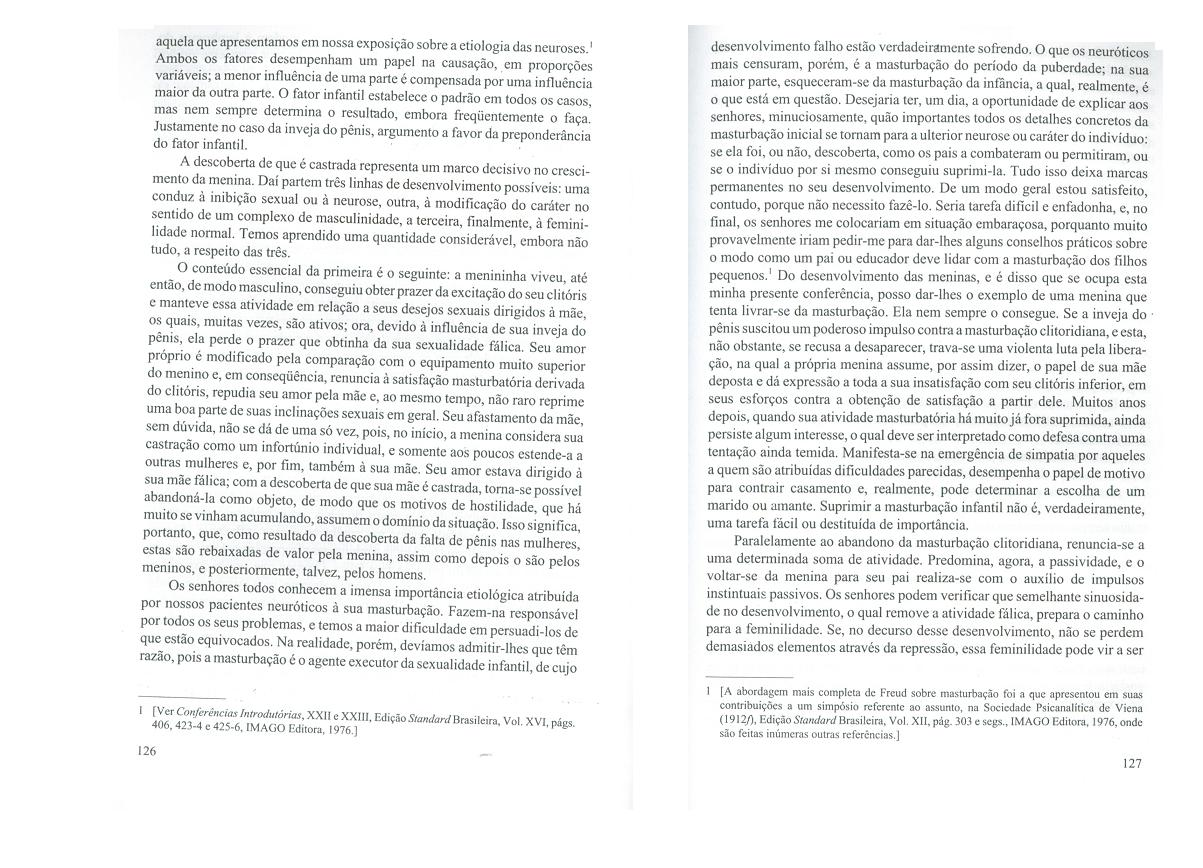 aquela que apresentamos em nossa exposição sobre a etiologia das neuroses.¹
Ambos os fatores desempenham um papel na causação, em proporções
variáveis; a menor influência de uma parte é compensada por uma influência
maior da outra parte. O fator infantil estabelece o padrão em todos os casos,
mas nem sempre determina o resultado, embora freqüentemente o faça.
Justamente no caso da inveja do pênis, argumento a favor da preponderância
do fator infantil.
A descoberta de que é castrada representa um marco decisivo no cresci-
mento da menina. Daí partem três linhas de desenvolvimento possíveis: uma
conduz à inibição sexual ou à neurose, outra, à modificação do caráter no
sentido de um complexo de masculinidade, a terceira, finalmente, à femini-
lidade normal. Temos aprendido uma quantidade considerável, embora não
tudo, a respeito das três.
O conteúdo essencial da primeira é o seguinte: a menininha viveu, até
então, de modo masculino, conseguiu obter prazer da excitação do seu clitóris
e manteve essa atividade em relação a seus desejos sexuais dirigidos à mãe,
os quais, muitas vezes, são ativos; ora, devido à influência de sua inveja do
pênis, ela perde o prazer que obtinha da sua sexualidade fálica. Seu amor
próprio é modificado pela comparação com o equipamento muito superior
do menino e, em conseqüência, renuncia à satisfação masturbatória derivada
do clitóris, repudia seu amor pela mãe e, ao mesmo tempo, não raro reprime
uma boa parte de suas inclinações sexuais em geral. Seu afastamento da mãe,
sem dúvida, não se dá de uma só vez, pois, no início, a menina considera sua
castração como um infortúnio individual, e somente aos poucos estende-a a
outras mulheres e, por fim, também à sua mãe. Seu amor estava dirigido à
sua mãe fálica; com a descoberta de que sua mãe é castrada, torna-se possível
abandoná-la como objeto, de modo que os motivos de hostilidade, que há
muito se vinham acumulando, assumem o domínio da situação. Isso significa,
portanto, que, como resultado da descoberta da falta de pênis nas mulheres,
estas são rebaixadas de valor pela menina, assim como depois o são pelos
meninos, e posteriormente, talvez, pelos homens.
Os senhores todos conhecem a imensa importância etiológica atribuída
por nossos pacientes neuróticos à sua masturbação. Fazem-na responsável
por todos os seus problemas, e temos a maior dificuldade em persuadi-los de
que estão equivocados. Na realidade, porém, devíamos admitir-lhes que têm
razão, pois a masturbação é o agente executor da sexualidade infantil, de cujo
1 [Ver Conferências Introdutórias, XXII e XXIII, Edição Standard Brasileira, Vol. XVI, págs.
406, 423-4 e 425-6, IMAGO Editora, 1976.]
126
desenvolvimento falho estão verdadeiramente sofrendo. O que os neuróticos
mais censuram, porém, é a masturbação do período da puberdade; na sua
maior parte, esqueceram-se da masturbação da infância, a qual, realmente, é
o que está em questão. Desejaria ter, um dia, a oportunidade de explicar aos
senhores, minuciosamente, quão importantes todos os detalhes concretos da
masturbação inicial se tornam para a ulterior neurose ou caráter do indivíduo:
se ela foi, ou não, descoberta, como os pais a combateram ou permitiram, ou
se o indivíduo por si mesmo conseguiu suprimi-la. Tudo isso deixa marcas
permanentes no seu desenvolvimento. De um modo geral estou satisfeito,
contudo, porque não necessito fazê-lo. Seria tarefa difícil e enfadonha, e, no
final, os senhores me colocariam em situação embaraçosa, porquanto muito
provavelmente iriam pedir-me para dar-lhes alguns conselhos práticos sobre
o modo como um pai ou educador deve lidar com a masturbação dos filhos
pequenos.¹ Do desenvolvimento das meninas, e é disso que se ocupa esta
minha presente conferência, posso dar-lhes o exemplo de uma menina que
tenta livrar-se da masturbação. Ela nem sempre o consegue. Se a inveja do
pênis suscitou um poderoso impulso contra a masturbação clitoridiana, e esta,
não obstante, se recusa a desaparecer, trava-se uma violenta luta pela libera-
ção, na qual a própria menina assume, por assim dizer, o papel de sua mãe
deposta e dá expressão a toda a sua insatisfação com seu clitóris inferior, em
seus esforços contra a obtenção de satisfação a partir dele. Muitos anos
depois, quando sua atividade masturbatória há muito já fora suprimida, ainda
persiste algum interesse, o qual deve ser interpretado como defesa contra uma
tentação ainda temida. Manifesta-se na emergência de simpatia por aqueles
a quem são atribuídas dificuldades parecidas, desempenha o papel de motivo
para contrair casamento e, realmente, pode determinar a escolha de um
marido ou amante. Suprimir a masturbação infantil não é, verdadeiramente,
uma tarefa fácil ou destituída de importância.
Paralelamente ao abandono da masturbação clitoridiana, renuncia-se a
uma determinada soma de atividade. Predomina, agora, a passividade, e o
voltar-se da menina para seu pai realiza-se com o auxílio de impulsos
instintuais passivos. Os senhores podem verificar que semelhante sinuosida-
de no desenvolvimento, o qual remove a atividade fálica, prepara o caminho
para a feminilidade. Se, no decurso desse desenvolvimento, não se perdem
demasiados elementos através da repressão, essa feminilidade pode vir a ser
1 [A abordagem mais completa de Freud sobre masturbação foi a que apresentou em suas
contribuições a um simpósio referente ao assunto, na Sociedade Psicanalítica de Viena
(1912f), Edição Standard Brasileira, Vol. XII, pág. 303 e segs., IMAGO Editora, 1976, onde
são feitas inúmeras outras referências.]
127